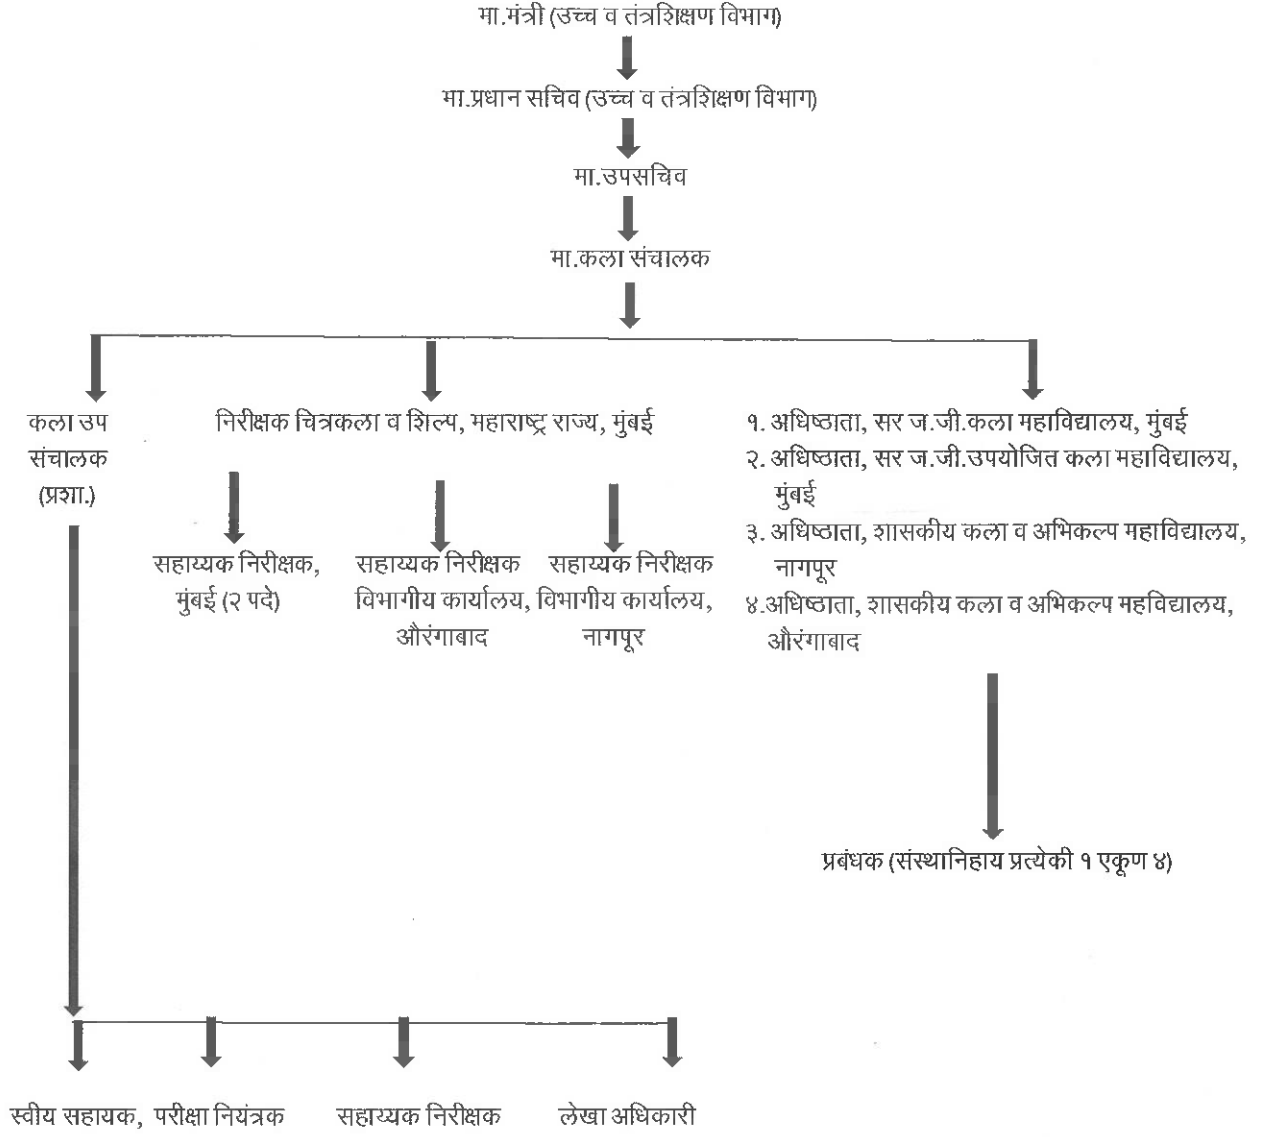 मा.मंत्री (उच्च व तंत्रशिक्षण विभाग)
मा.प्रधान सचिव (उच्च व तंत्रशिक्षण विभाग)
मा.उपसचिव
मा.कला संचालक
कला उप
संचालक
(प्रशा.)
निरीक्षक चित्रकला व शिल्प, महाराष्ट्र राज्य, मुंबई
सहाय्यक निरीक्षक,
मुंबई (२ पदे)
सहाय्यक निरीक्षक
विभागीय कार्यालय,
औरंगाबाद
सहाय्यक निरीक्षक
विभागीय कार्यालय,
नागपूर
१. अधिष्ठाता, सर ज.जी.कला महाविद्यालय, मुंबई
२. अधिष्ठाता, सर ज.जी.उपयोजित कला महाविद्यालय,
मुंबई
३. अधिष्ठाता, शासकीय कला व अभिकल्प महाविद्यालय,
नागपूर
४.अधिष्ठाता, शासकीय कला व अभिकल्प महविद्यालय,
औरंगाबाद
प्रबंधक (संस्थानिहाय प्रत्येकी १ एकूण ४)
स्वीय सहायक, परीक्षा नियंत्रक सहाय्यक निरीक्षक लेखा अधिकारी